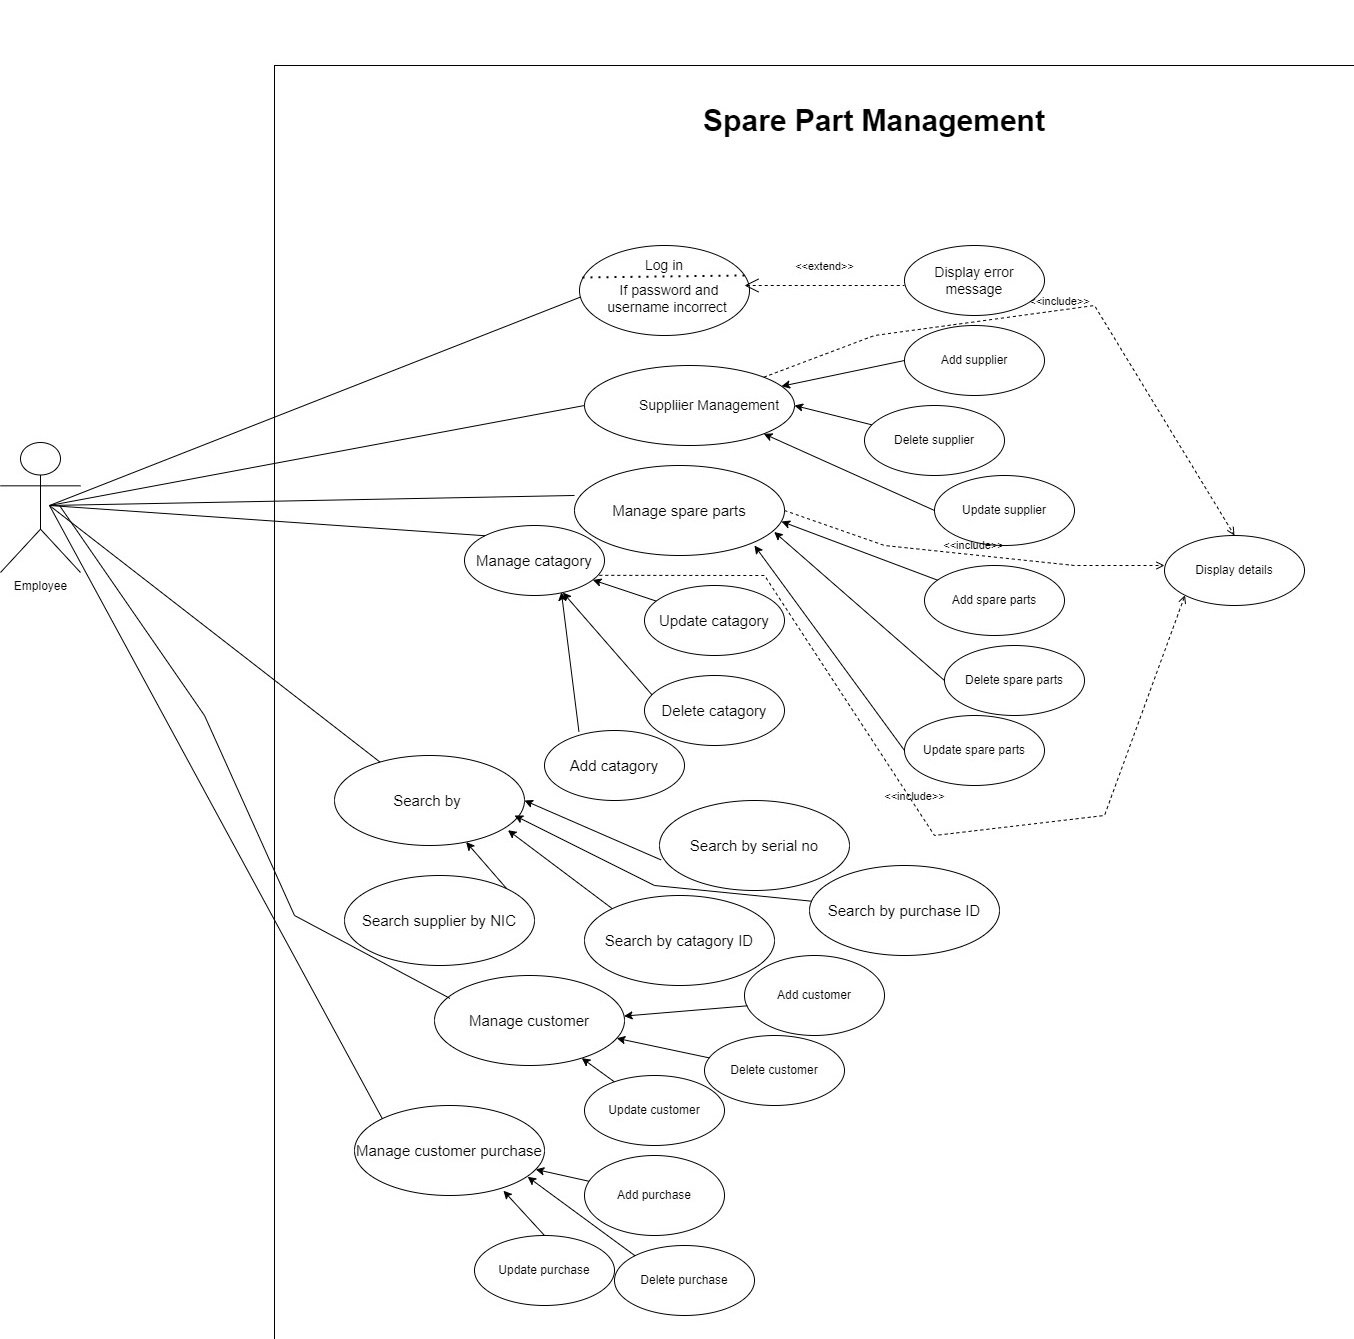 Spare Part Management
Log in
If password and
username incorrect
<<extend>>
Display error
message
<<include>>
Add supplier
Suppliier Management
Delete supplier
Employee
Manage spare parts
Update supplier
<<include>>
Manage catagory
Display details
Add spare parts
Update catagory
Delete spare parts
Delete catagory
Update spare parts
Add catagory
<<include>>
Search by
Search by serial no
Search by purchase ID
Search supplier by NIC
Search by catagory ID
Add customer
Manage customer
Delete customer
Update customer
Manage customer purchase
Add purchase
Update purchase
Delete purchase